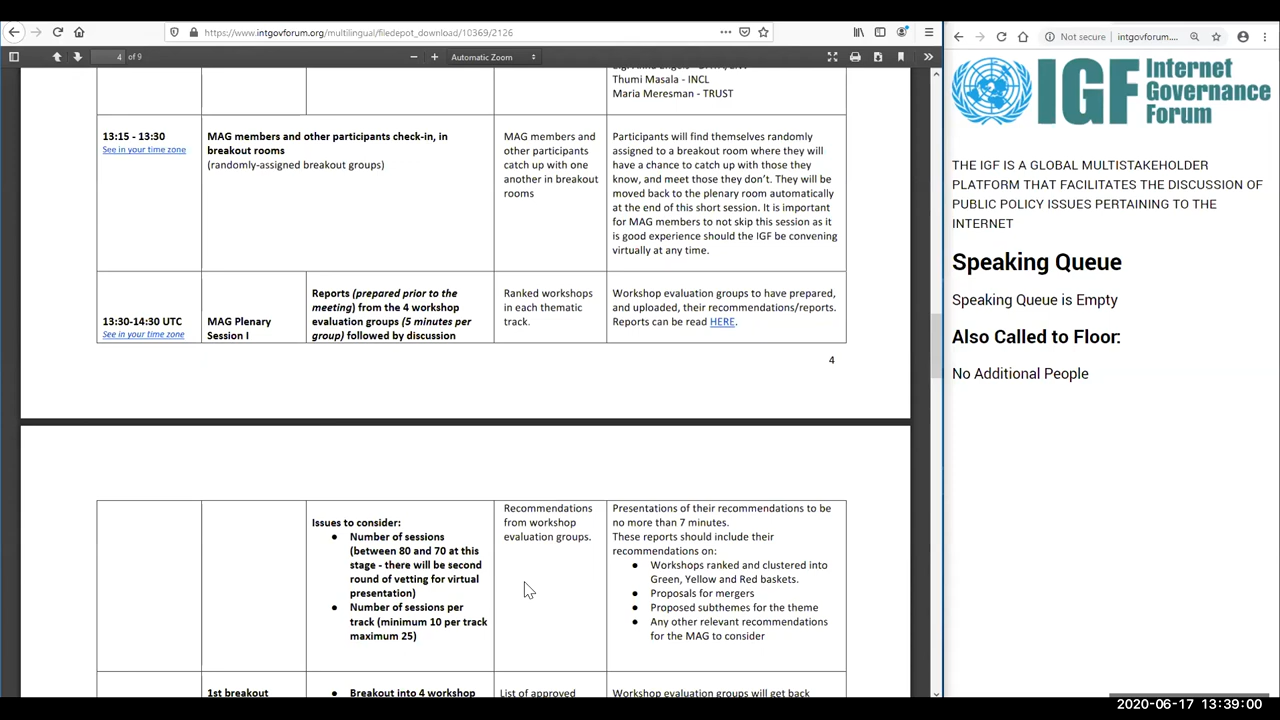 https://www.intgovforum.org/multilingual/filedepot_download/10369/2126
4 of 9
Automatic Zoom
Thumi Masala - INCL
Maria Meresman - TRUST
13:15 - 13:30
See in your time zone
MAG members and other participants check-in, in
breakout rooms
(randomly-assigned breakout groups)
MAG members and
other participants
catch up with one
another in breakout
rooms
Participants will find themselves randomly
assigned to a breakout room where they will
have a chance to catch up with those they
know, and meet those they don't. They will be
moved back to the plenary room automatically
at the end of this short session. It is important
for MAG members to not skip this session as it
is good experience should the IGF be convening
virtually at any time.
13:30-14:30 UTC
See in your time zone
MAG Plenary
Session I
Reports (prepared prior to the
meeting) from the 4 workshop
evaluation groups (5 minutes per
group) followed by discussion
Ranked workshops
in each thematic
track.
Workshop evaluation groups to have prepared,
and uploaded, their recommendations/reports.
Reports can be read HERE.
4
Issues to consider:
● Number of sessions
(between 80 and 70 at this
stage - there will be second
round of vetting for virtual
presentation)
● Number of sessions per
track (minimum 10 per track
maximum 25)
Recommendations
from workshop
evaluation groups.
Presentations of their recommendations to be
no more than 7 minutes.
These reports should include their
recommendations on:
● Workshops ranked and clustered into
Green, Yellow and Red baskets.
● Proposals for mergers
● Proposed subthemes for the theme
● Any other relevant recommendations
for the MAG to consider
1st breakout
● Breakout into 4 workshop
List of approved
Workshop evaluation groups will get back
Not secure
intgovforum....
IGF
Internet
Governance
Forum
THE IGF IS A GLOBAL MULTISTAKEHOLDER
PLATFORM THAT FACILITATES THE DISCUSSION OF
PUBLIC POLICY ISSUES PERTAINING TO THE
INTERNET
Speaking Queue
Speaking Queue is Empty
Also Called to Floor:
No Additional People
2020-06-17 13:39:00